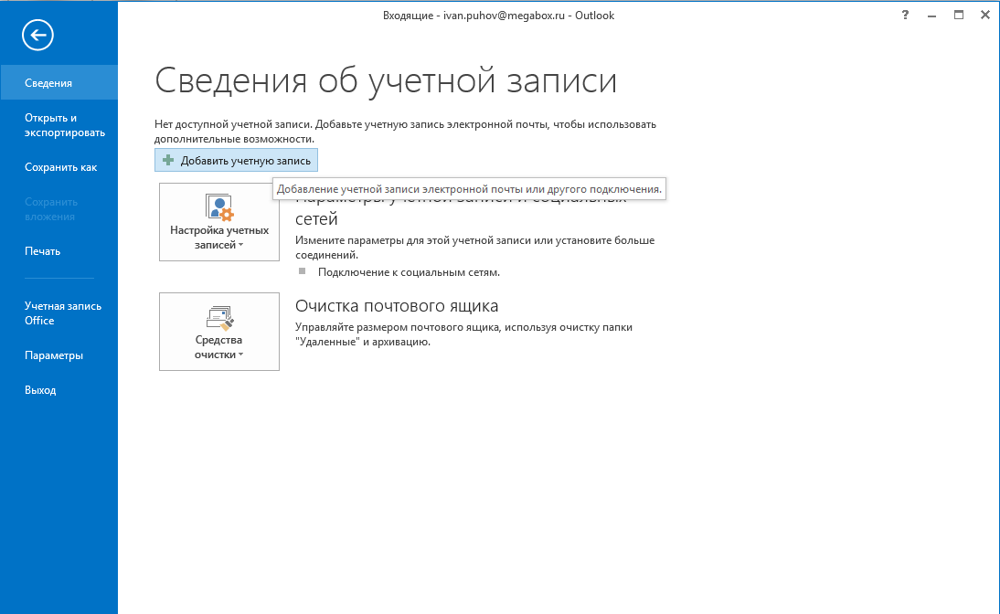 Входящие - ivan.puhov@megabox.ru - Outlook
?
Сведения
Открыть и
экспортировать
Сохранить как
Сохранить
вложения
Печать
Учетная запись
Office
Параметры
Выход
Сведения об учетной записи
Нет доступной учетной записи. Добавьте учетную запись электронной почты, чтобы использовать
дополнительные возможности.
Добавить учетную запись
Добавление учетной записи электронной почты или другого подключения.
Настройка учетных
записей
Параметры учетной записи и социальных
сетей
Измените параметры для этой учетной записи или установите больше
соединений.
Подключение к социальным сетям.
Средства
очистки
Очистка почтового ящика
Управляйте размером почтового ящика, используя очистку папки
"Удаленные" и архивацию.